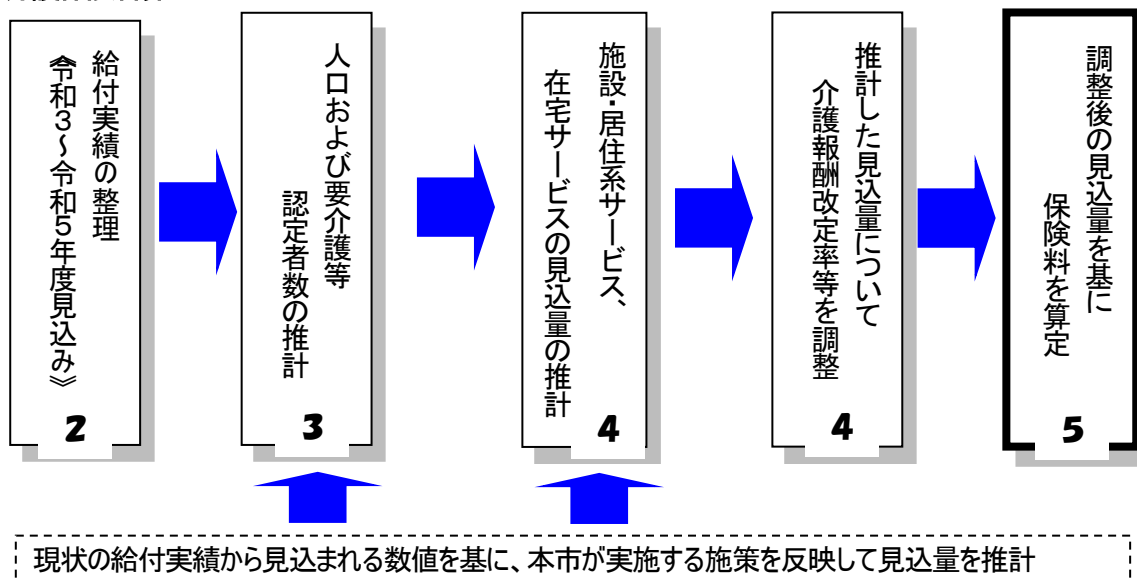 給付実績の整理
《令和3～令和5年度見込み》
2
人口および要介護等
認定者数の推計
3
施設・居住系サービス、
在宅サービスの見込量の推計
4
推計した見込量について
介護報酬改定率等を調整
4
調整後の見込量を基に
保険料を算定
5
現状の給付実績から見込まれる数値を基に、本市が実施する施策を反映して見込量を推計